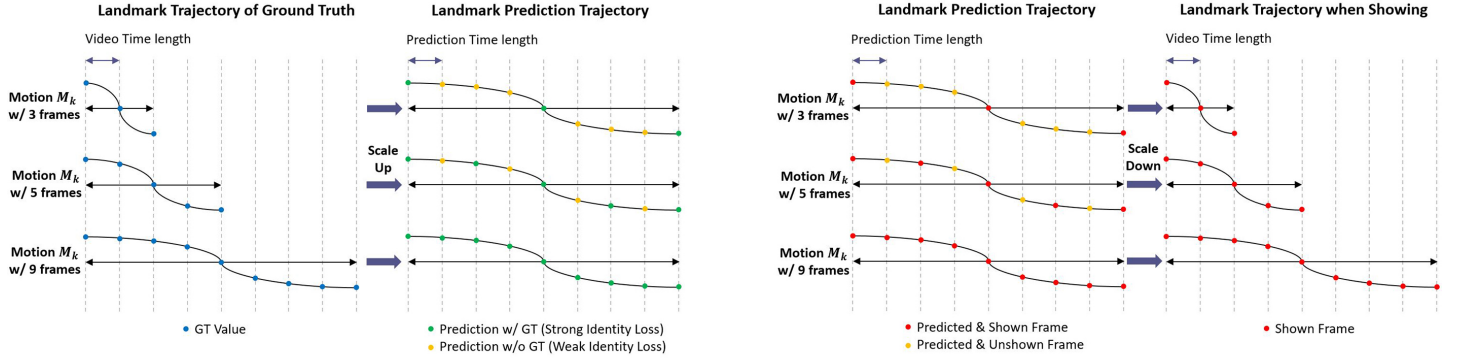 Landmark Trajectory of Ground Truth
Landmark Prediction Trajectory
Video Time length
Prediction Time length
Motion M_k
w/ 3 frames
Motion M_k
w/ 5 frames
Scale
Up
Motion M_k
w/ 9 frames
GT Value
Prediction w/ GT (Strong Identity Loss)
Prediction w/o GT (Weak Identity Loss)
Landmark Prediction Trajectory
Landmark Trajectory when Showing
Prediction Time length
Video Time length
Motion M_k
w/ 3 frames
Motion M_k
w/ 5 frames
Scale
Down
Motion M_k
w/ 9 frames
Predicted & Shown Frame
Predicted & Unshown Frame
Shown Frame